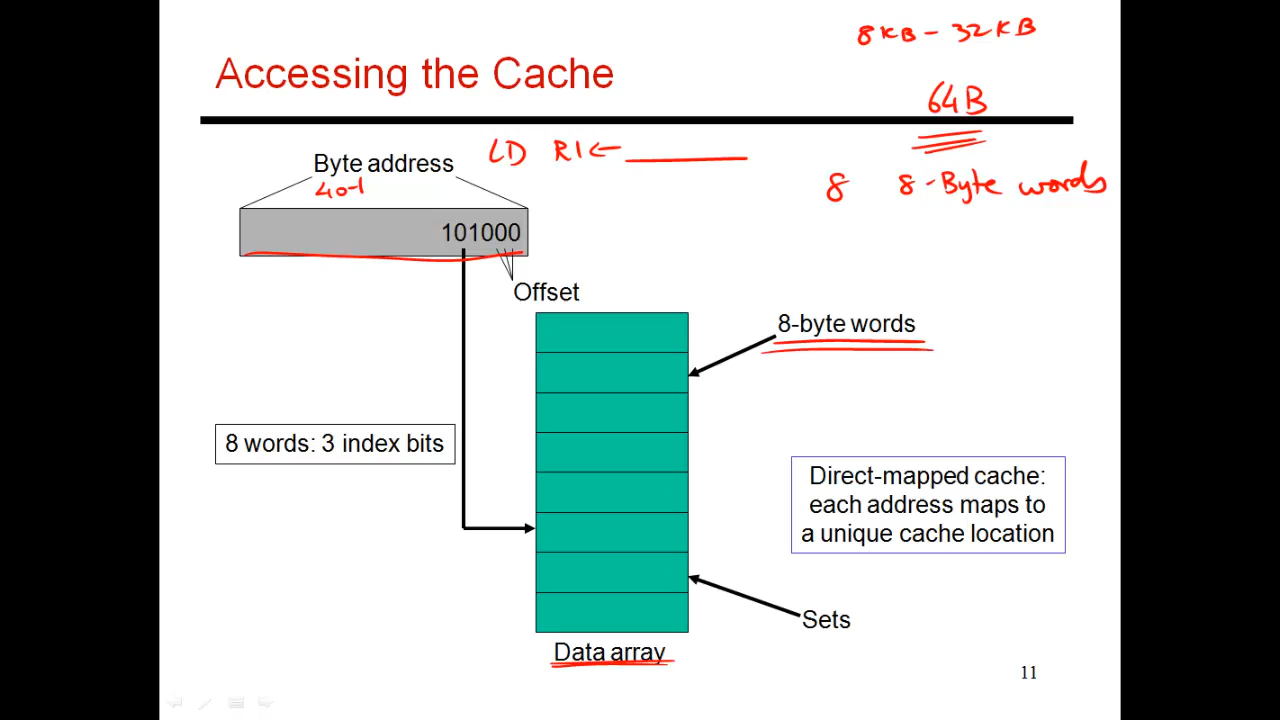 8KB - 32KB
Accessing the Cache
64B
LD R1←
Byte address
8 8-Byte words
101000
Offset
8-byte words
8 words: 3 index bits
Direct-mapped cache:
each address maps to
a unique cache location
Sets
Data array
11